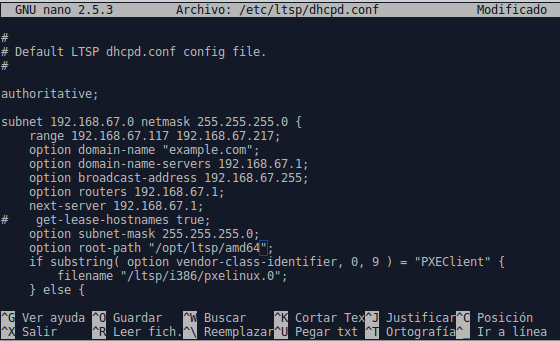 GNU nano 2.5.3 Archivo: /etc/ltsp/dhcpd.conf Modificado
#
# Default LTSP dhcpd.conf config file.
#
authoritative;
subnet 192.168.67.0 netmask 255.255.255.0 {
    range 192.168.67.117 192.168.67.217;
    option domain-name "example.com";
    option domain-name-servers 192.168.67.1;
    option broadcast-address 192.168.67.255;
    option routers 192.168.67.1;
    next-server 192.168.67.1;
#    get-lease-hostnames true;
    option subnet-mask 255.255.255.0;
    option root-path "/opt/ltsp/amd64";
    if substring( option vendor-class-identifier, 0, 9 ) = "PXEClient" {
        filename "/ltsp/i386/pxelinux.0";
    } else {
^G Ver ayuda ^O Guardar ^W Buscar ^K Cortar Tex^J Justificar^C Posición
^X Salir ^R Leer fich.^\ Reemplazar^U Pegar txt ^T Ortografía^_ Ir a línea